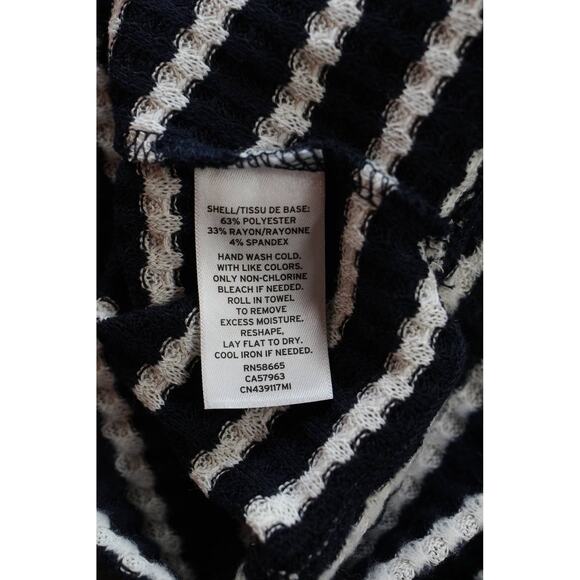 SHELL/TISSU DE BASE:
63% POLYESTER
33% RAYON/RAYONNE
4% SPANDEX
HAND WASH COLD.
WITH LIKE COLORS.
ONLY NON-CHLORINE
BLEACH IF NEEDED.
ROLL IN TOWEL
TO REMOVE
EXCESS MOISTURE.
RESHAPE,
LAY FLAT TO DRY.
COOL IRON IF NEEDED.
RN58665
CA57963
CN439117MI